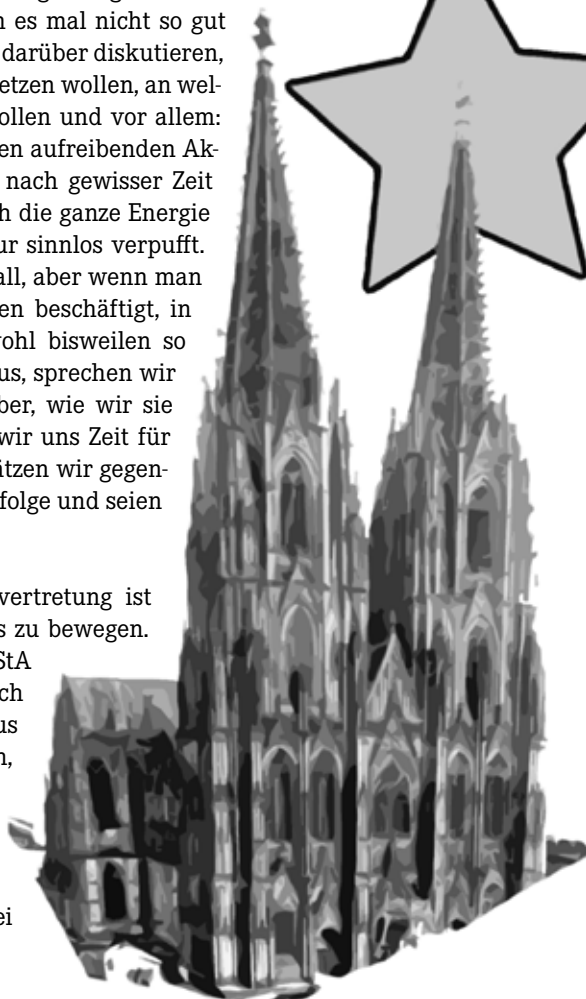 es mal nicht so gut
darüber diskutieren,
etzen wollen, an wel-
ollen und vor allem:
en aufreibenden Ak-
nach gewisser Zeit
h die ganze Energie
ur sinnlos verpufft.
all, aber wenn man
en beschäftigt, in
ohl bisweilen so
us, sprechen wir
ber, wie wir sie
wir uns Zeit für
ätzen wir gegen-
folge und seien
vertretung ist
s zu bewegen.
StA
ch
us
n,
ei